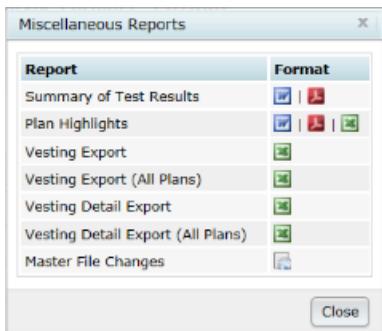 Miscellaneous Reports x
Report Format
Summary of Test Results |
Plan Highlights | |
Vesting Export
Vesting Export (All Plans)
Vesting Detail Export
Vesting Detail Export (All Plans)
Master File Changes
Close